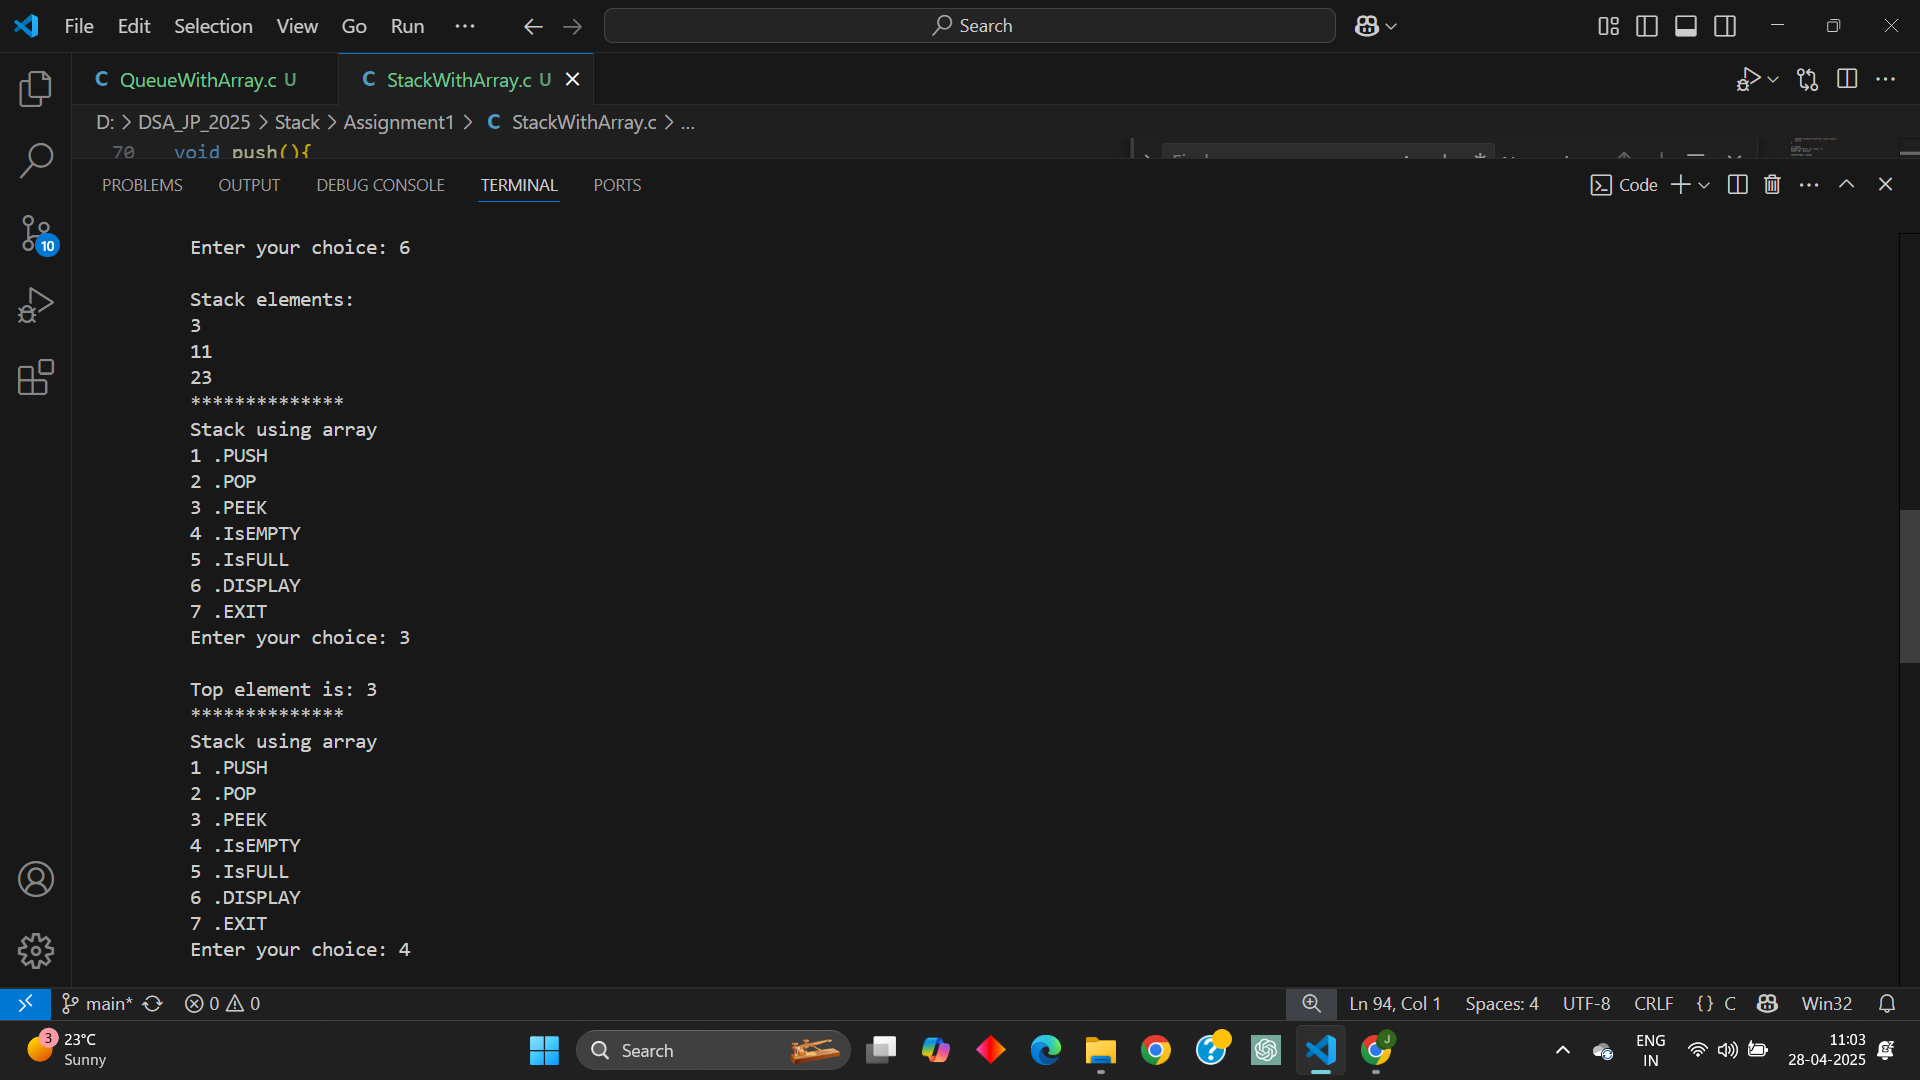 File Edit Selection View Go Run ··· Search
C QueueWithArray.c U C StackWithArray.c U
D: > DSA_JP_2025 > Stack > Assignment1 > C StackWithArray.c > ...
70 void push(){
PROBLEMS OUTPUT DEBUG CONSOLE TERMINAL PORTS Code
10
Enter your choice: 6
Stack elements:
3
11
23
**************
Stack using array
1 .PUSH
2 .POP
3 .PEEK
4 .IsEMPTY
5 .IsFULL
6 .DISPLAY
7 .EXIT
Enter your choice: 3
Top element is: 3
**************
Stack using array
1 .PUSH
2 .POP
3 .PEEK
4 .IsEMPTY
5 .IsFULL
6 .DISPLAY
7 .EXIT
Enter your choice: 4
main* 0 0 Ln 94, Col 1 Spaces: 4 UTF-8 CRLF {} C Win32
3 23°C
Sunny
Search
J
ENG
IN
11:03
28-04-2025